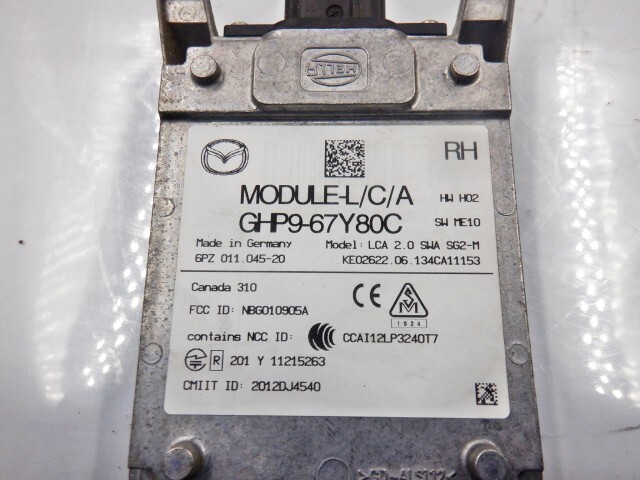 HELLA
RH
MODULE-L/C/A
HW H02
GHP9-67Y80C
SW ME10
Made in Germany
Model: LCA 2.0 SWA SG2-M
6PZ 011.045-20
KE02622.06.134CA11153
Canada 310
CE
FCC ID: NBG010905A
SM
1024
contains NCC ID:
CCAI12LP3240T7
R 201 Y 11215263
CMIIT ID: 2012DJ4540